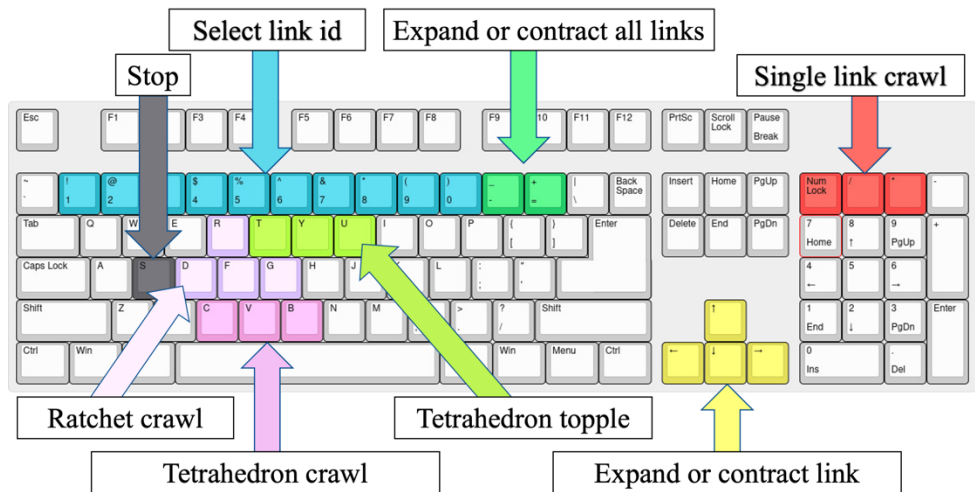 Select link id
Expand or contract all links
Stop
Single link crawl
Esc F1 F3 F4 F5 F6 F7 F8 F9 10 F11 F12 PrtSc Scroll Lock Pause Break
~ ! @ $ % ^ & * ( ) _ + | Back Space Insert Home PgUp Num Lock / * -
- 1 2 4 5 6 7 8 9 0 - = \
Tab Q W E R T Y U I O P { } Enter Delete End PgDn 7 8 9 +
[ ] Home ↑ PgUp
Caps Lock A S D F G H J K L : " 4 5 6
; ' ← →
Shift Z C V B N M > ? Shift ↑ 1 2 3 Enter
/ End ↓ PgDn
Ctrl Win Win Menu Ctrl ← ↓ → 0 .
Ins Del
Ratchet crawl
Tetrahedron topple
Tetrahedron crawl
Expand or contract link